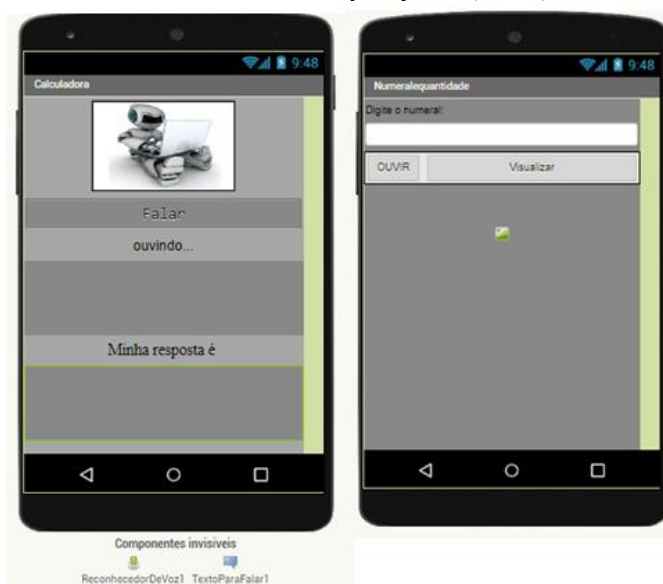 9:48
Calculadora
Falar
ouvindo...
Minha resposta é
Componentes invisíveis
ReconhecedorDeVoz1 TextoParaFalar1
9:48
Numeralequantidade
Digite o numeral:
OUVIR Visualizar